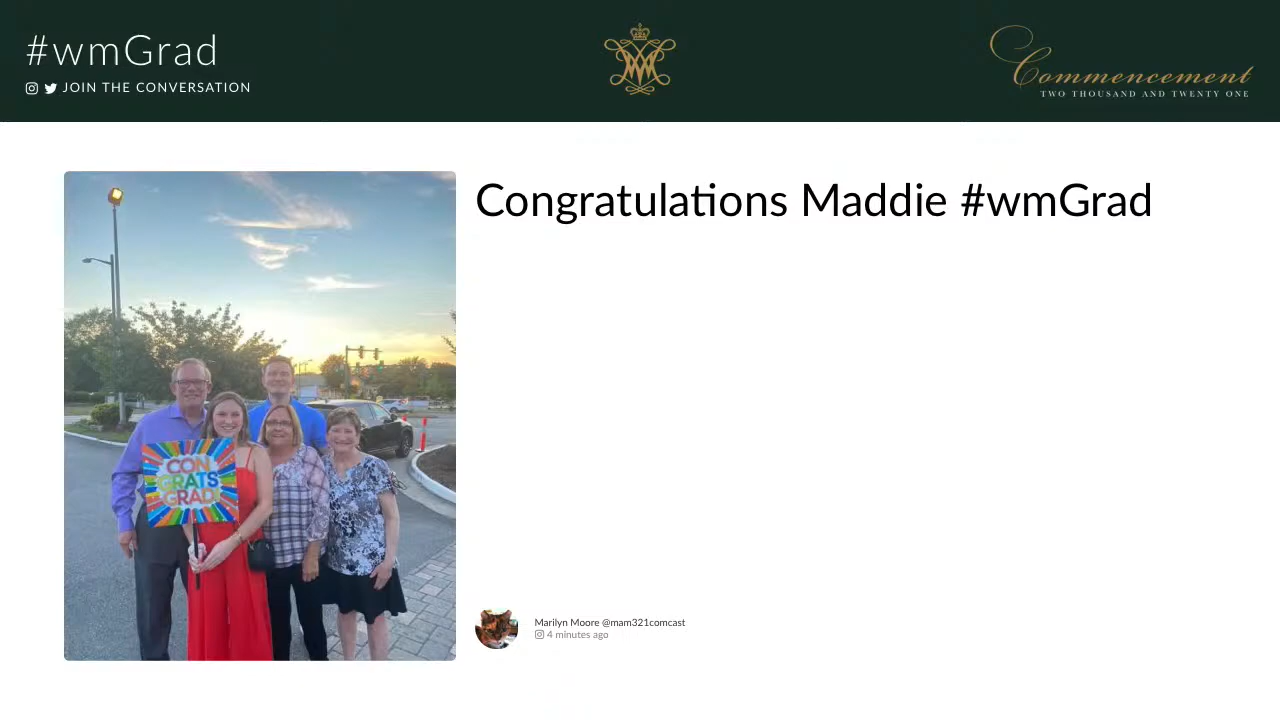 #wmGrad
JOIN THE CONVERSATION
Commencement
TWO THOUSAND AND TWENTY ONE
Congratulations Maddie #wmGrad
CON
GRATS
GRAD!
Marilyn Moore @mam321comcast
4 minutes ago